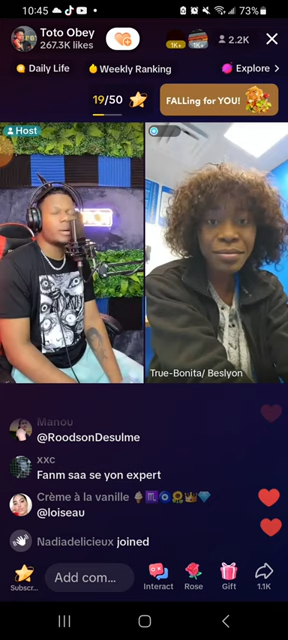 10:45
73%
Toto Obey
267.3K likes
1K+
1K+
2.2K
Daily Life
Weekly Ranking
Explore >
19/50
FALLing for YOU!
Host
True-Bonita/ Beslyon
Manou
@RoodsonDesulme
XXC
Fanm saa se yon expert
Crème à la vanille
@loiseau
Nadiadelicieux joined
Subscr...
Add com...
Interact
Rose
Gift
1.1K